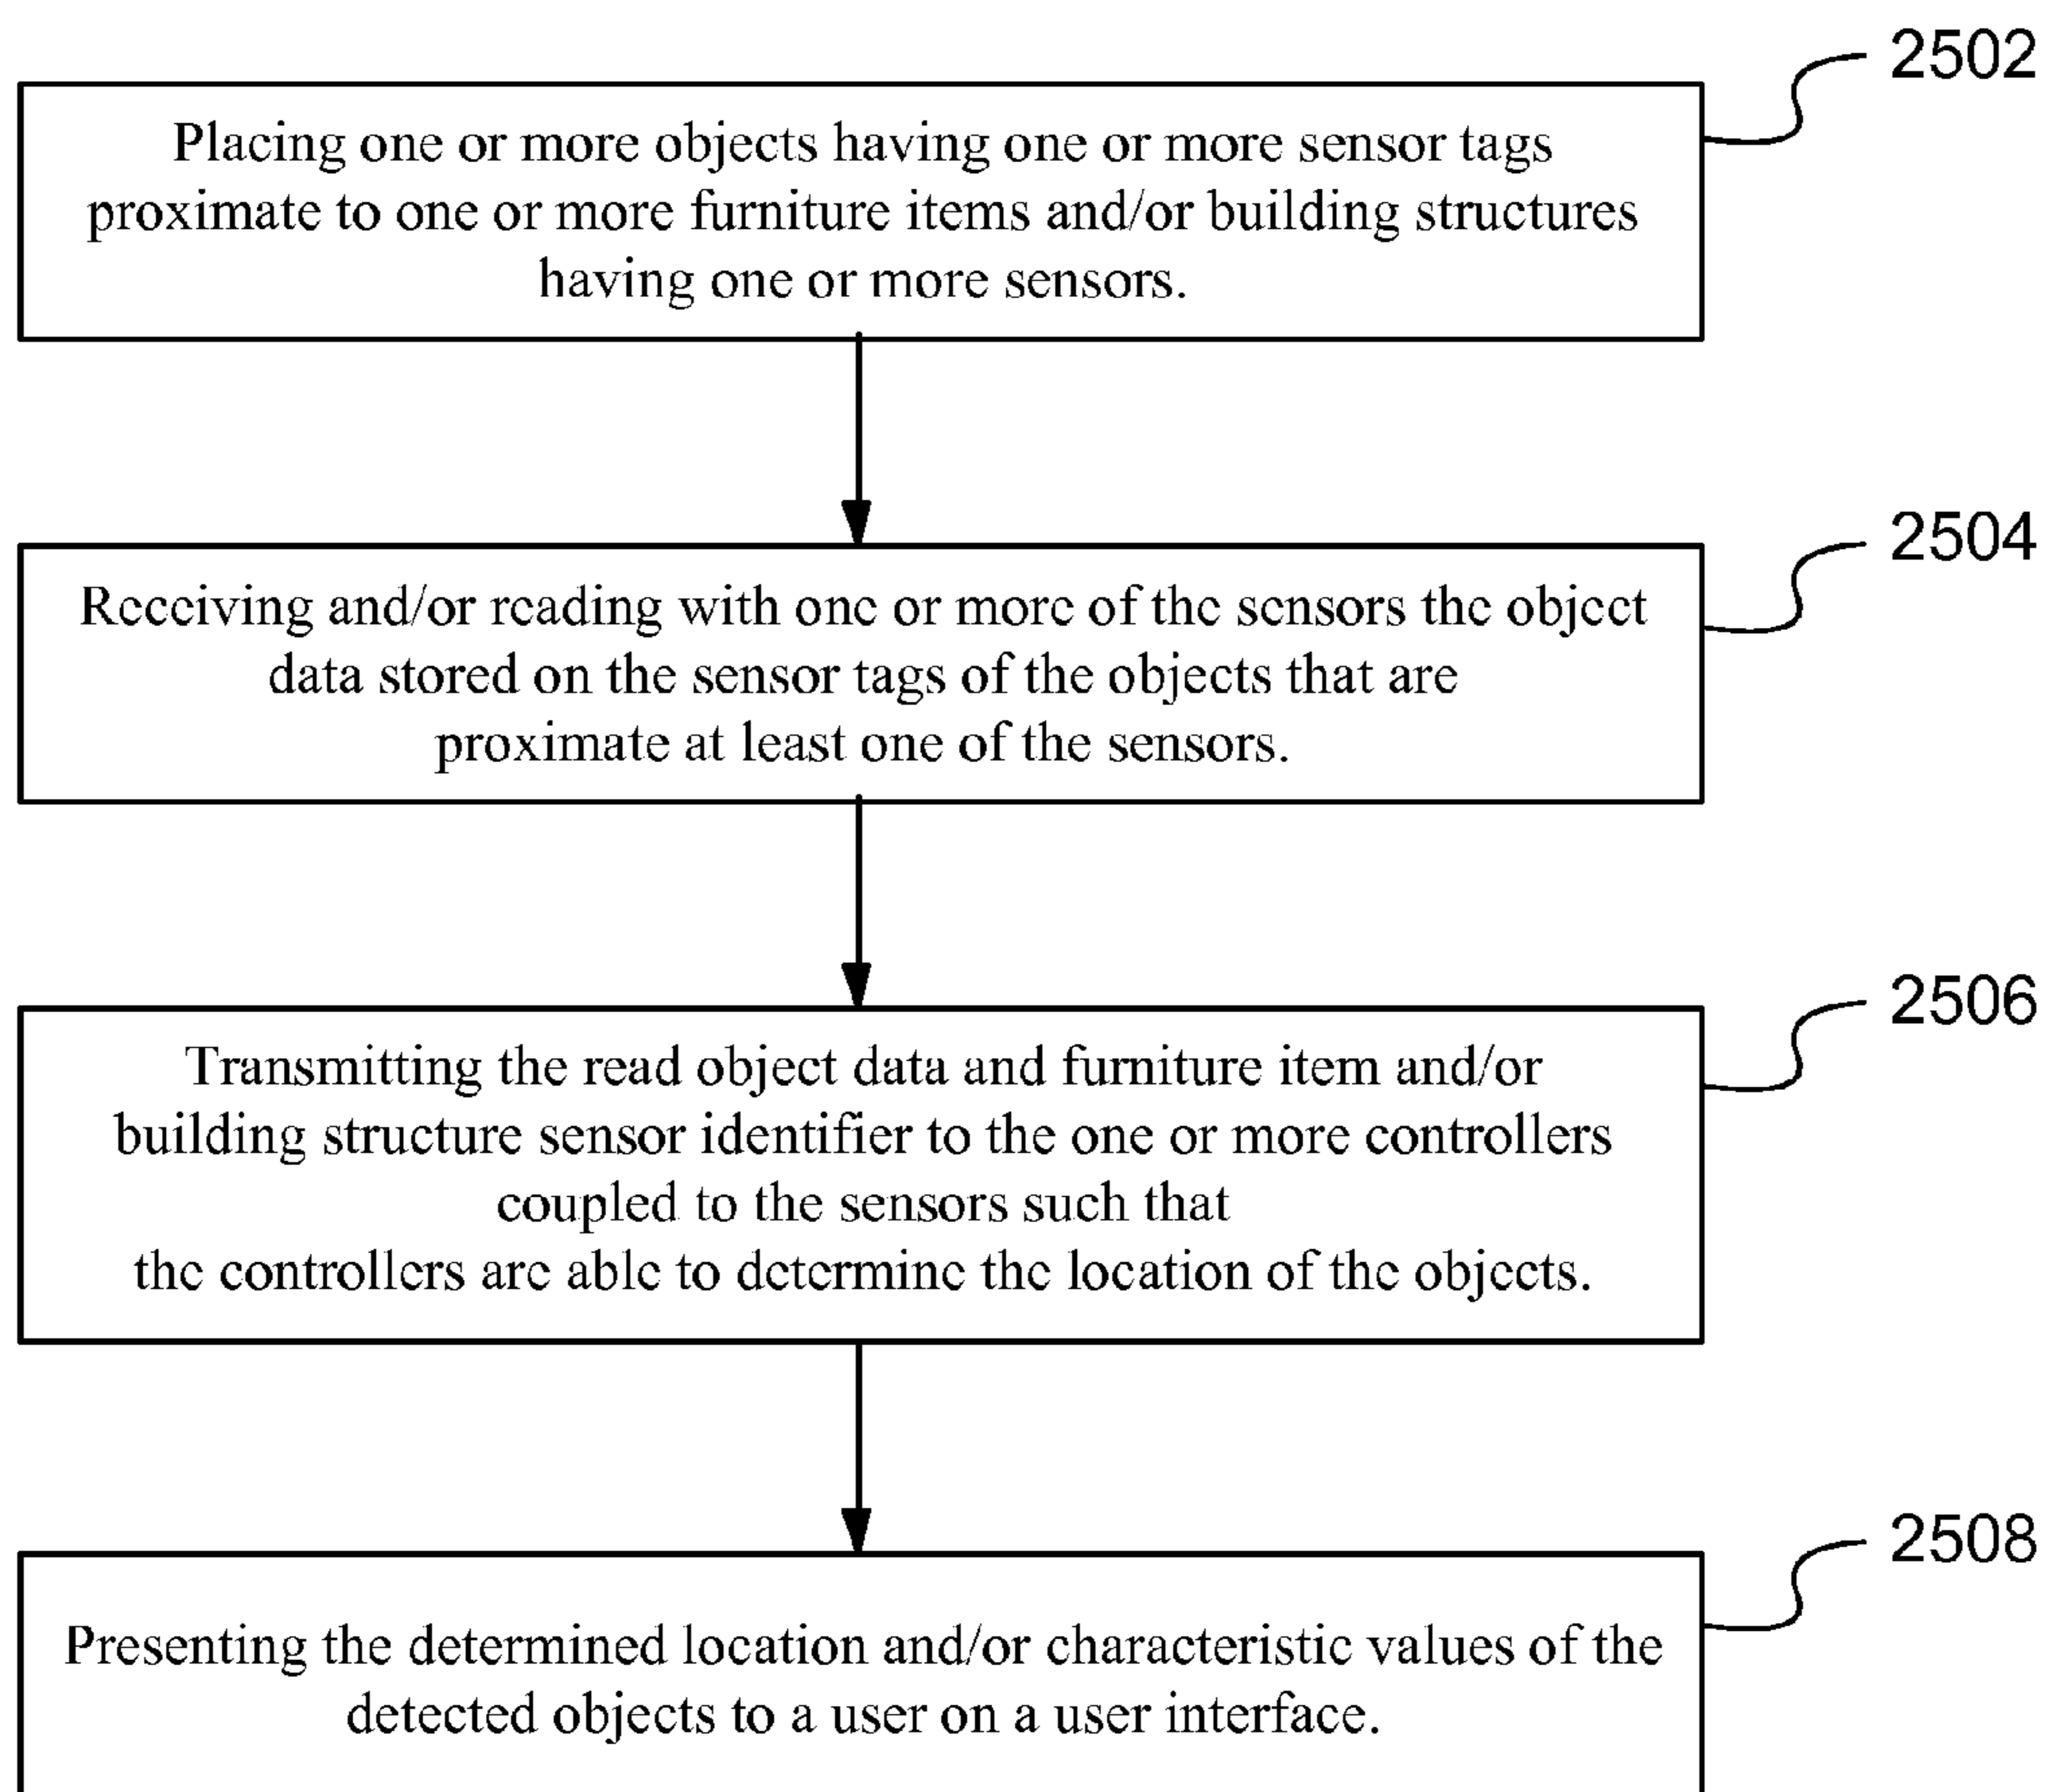 2502
Placing one or more objects having one or more sensor tags
proximate to one or more furniture items and/or building structures
having one or more sensors.
2504
Receiving and/or reading with one or more of the sensors the object
data stored on the sensor tags of the objects that are
proximate at least one of the sensors.
2506
Transmitting the read object data and furniture item and/or
building structure sensor identifier to the one or more controllers
coupled to the sensors such that
the controllers are able to determine the location of the objects.
2508
Presenting the determined location and/or characteristic values of the
detected objects to a user on a user interface.